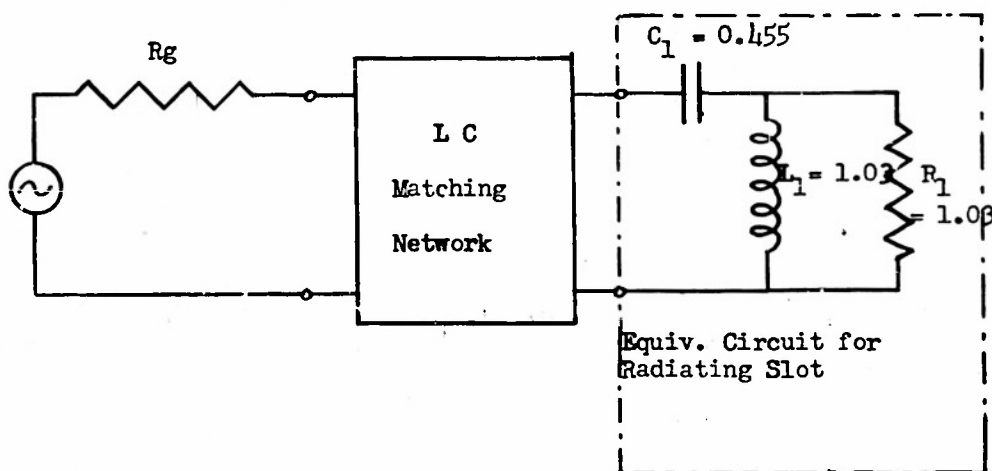 Rg
C1 = 0.455
L C
Matching
Network
L1 = 1.03
R1
= 1.03
Equiv. Circuit for
Radiating Slot